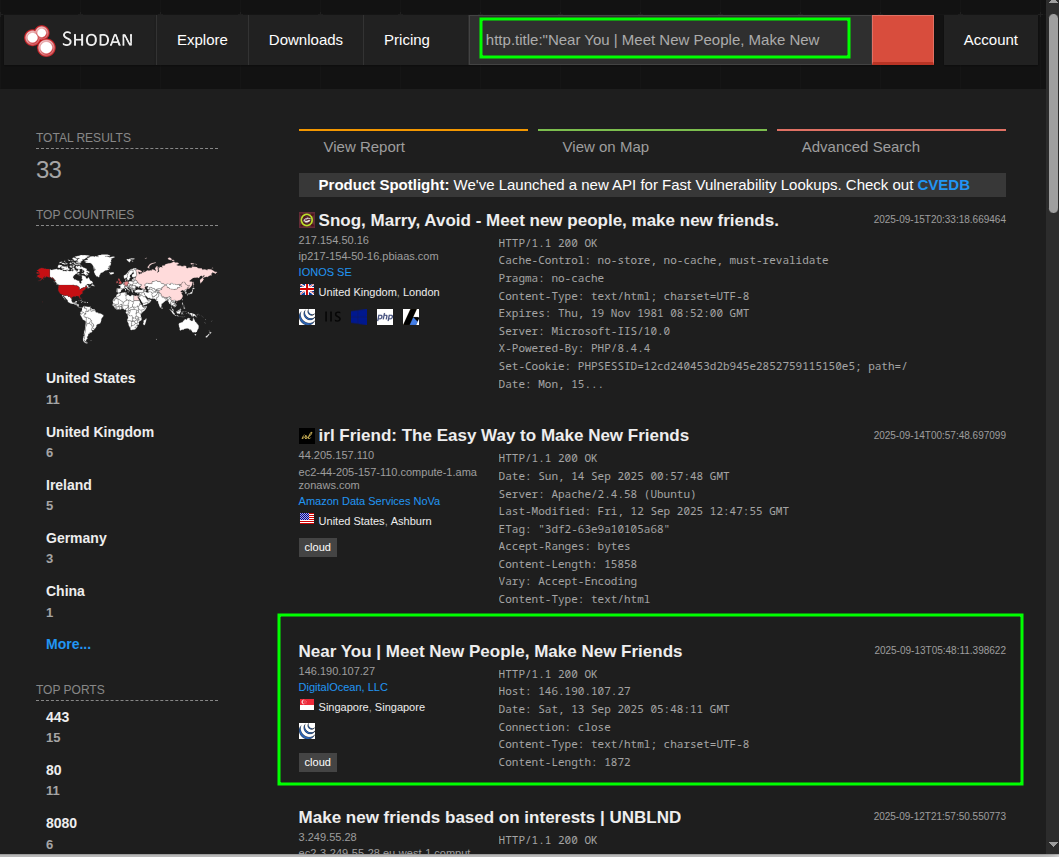 SHODAN
Explore
Downloads
Pricing
http.title:"Near You | Meet New People, Make New
Account
TOTAL RESULTS
33
TOP COUNTRIES
United States
11
United Kingdom
6
Ireland
5
Germany
3
China
1
More...
TOP PORTS
443
15
80
11
8080
6
View Report
View on Map
Advanced Search
Product Spotlight: We've Launched a new API for Fast Vulnerability Lookups. Check out CVEDB
Snog, Marry, Avoid - Meet new people, make new friends.
2025-09-15T20:33:18.669464
217.154.50.16
ip217-154-50-16.pbiaas.com
IONOS SE
United Kingdom, London
IIS
php
HTTP/1.1 200 OK
Cache-Control: no-store, no-cache, must-revalidate
Pragma: no-cache
Content-Type: text/html; charset=UTF-8
Expires: Thu, 19 Nov 1981 08:52:00 GMT
Server: Microsoft-IIS/10.0
X-Powered-By: PHP/8.4.4
Set-Cookie: PHPSESSID=12cd240453d2b945e2852759115150e5; path=/
Date: Mon, 15...
irl Friend: The Easy Way to Make New Friends
2025-09-14T00:57:48.697099
44.205.157.110
ec2-44-205-157-110.compute-1.ama
zonaws.com
Amazon Data Services NoVa
United States, Ashburn
cloud
HTTP/1.1 200 OK
Date: Sun, 14 Sep 2025 00:57:48 GMT
Server: Apache/2.4.58 (Ubuntu)
Last-Modified: Fri, 12 Sep 2025 12:47:55 GMT
ETag: "3df2-63e9a10105a68"
Accept-Ranges: bytes
Content-Length: 15858
Vary: Accept-Encoding
Content-Type: text/html
Near You | Meet New People, Make New Friends
2025-09-13T05:48:11.398622
146.190.107.27
DigitalOcean, LLC
Singapore, Singapore
cloud
HTTP/1.1 200 OK
Host: 146.190.107.27
Date: Sat, 13 Sep 2025 05:48:11 GMT
Connection: close
Content-Type: text/html; charset=UTF-8
Content-Length: 1872
Make new friends based on interests | UNBLND
2025-09-12T21:57:50.550773
3.249.55.28
ec2-3-249-55-28.eu-west-1.comput
HTTP/1.1 200 OK